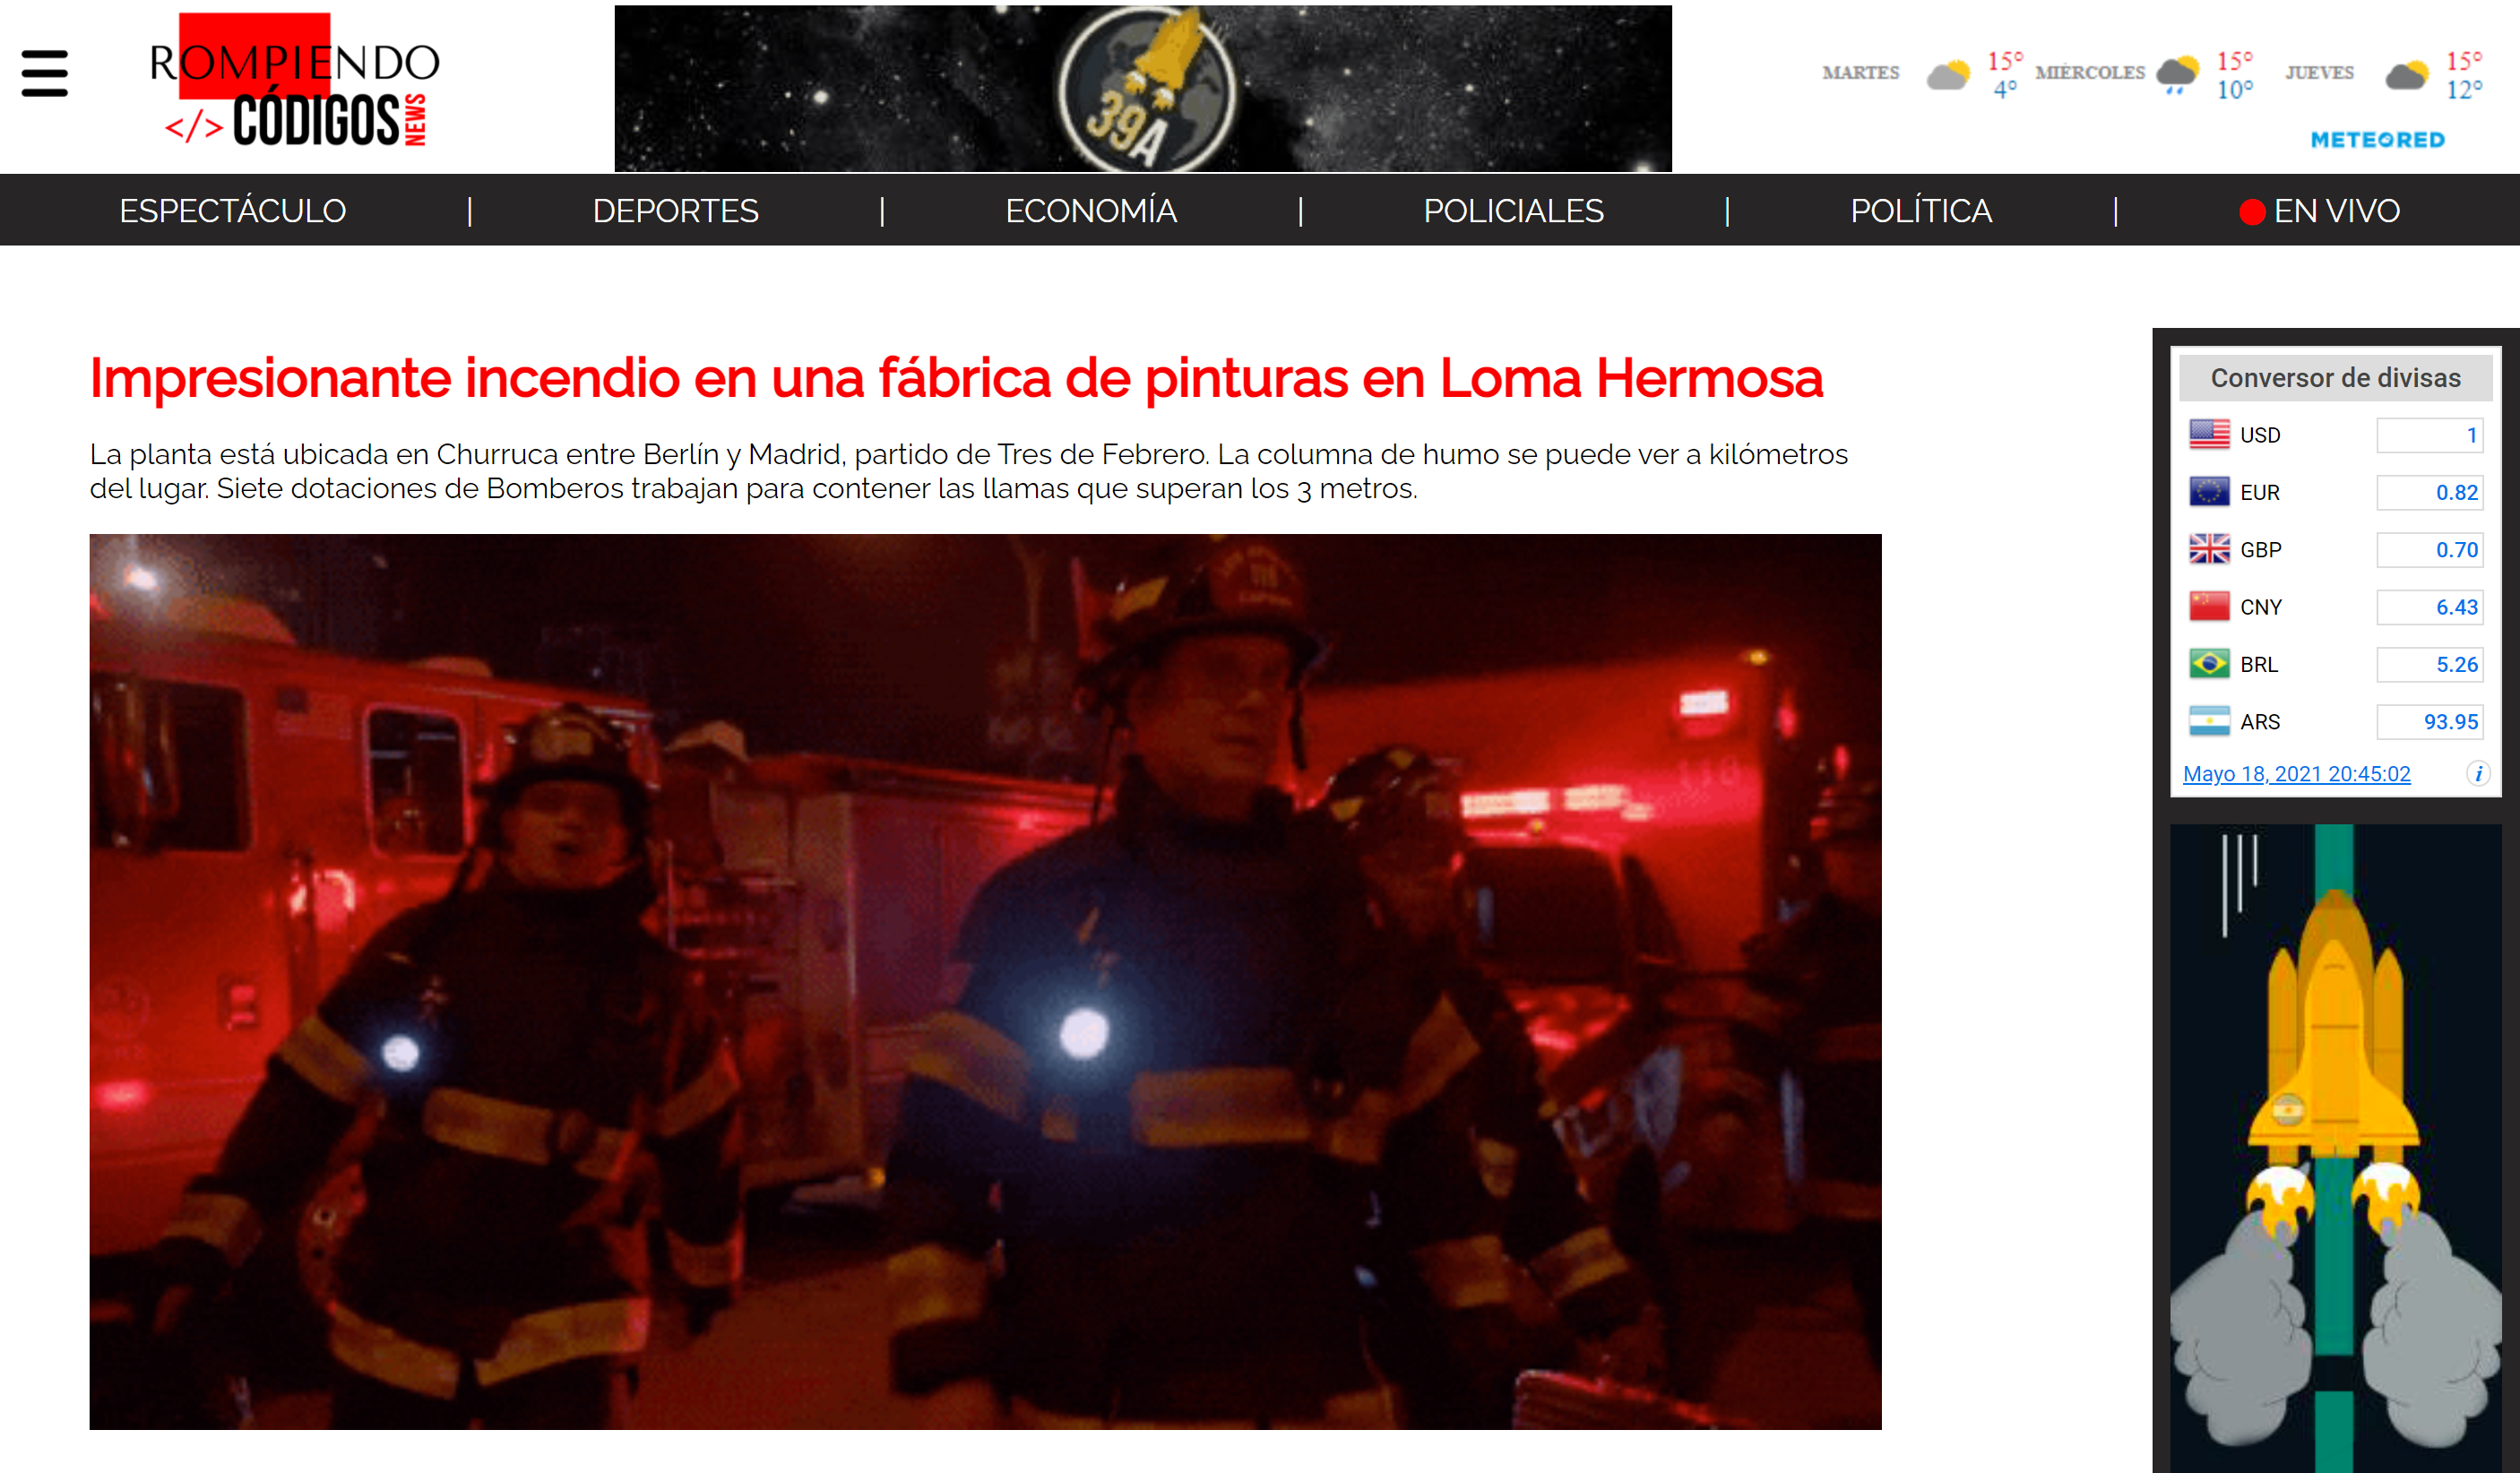 ROMPIENDO
</> CÓDIGOS NEWS
39A
MARTES 15° 4° MIÉRCOLES 15° 10° JUEVES 15° 12°
METEORED
ESPECTÁCULO | DEPORTES | ECONOMÍA | POLICIALES | POLÍTICA | EN VIVO
Impresionante incendio en una fábrica de pinturas en Loma Hermosa
La planta está ubicada en Churruca entre Berlín y Madrid, partido de Tres de Febrero. La columna de humo se puede ver a kilómetros
del lugar. Siete dotaciones de Bomberos trabajan para contener las llamas que superan los 3 metros.
Conversor de divisas
USD 1
EUR 0.82
GBP 0.70
CNY 6.43
BRL 5.26
ARS 93.95
Mayo 18, 2021 20:45:02 i